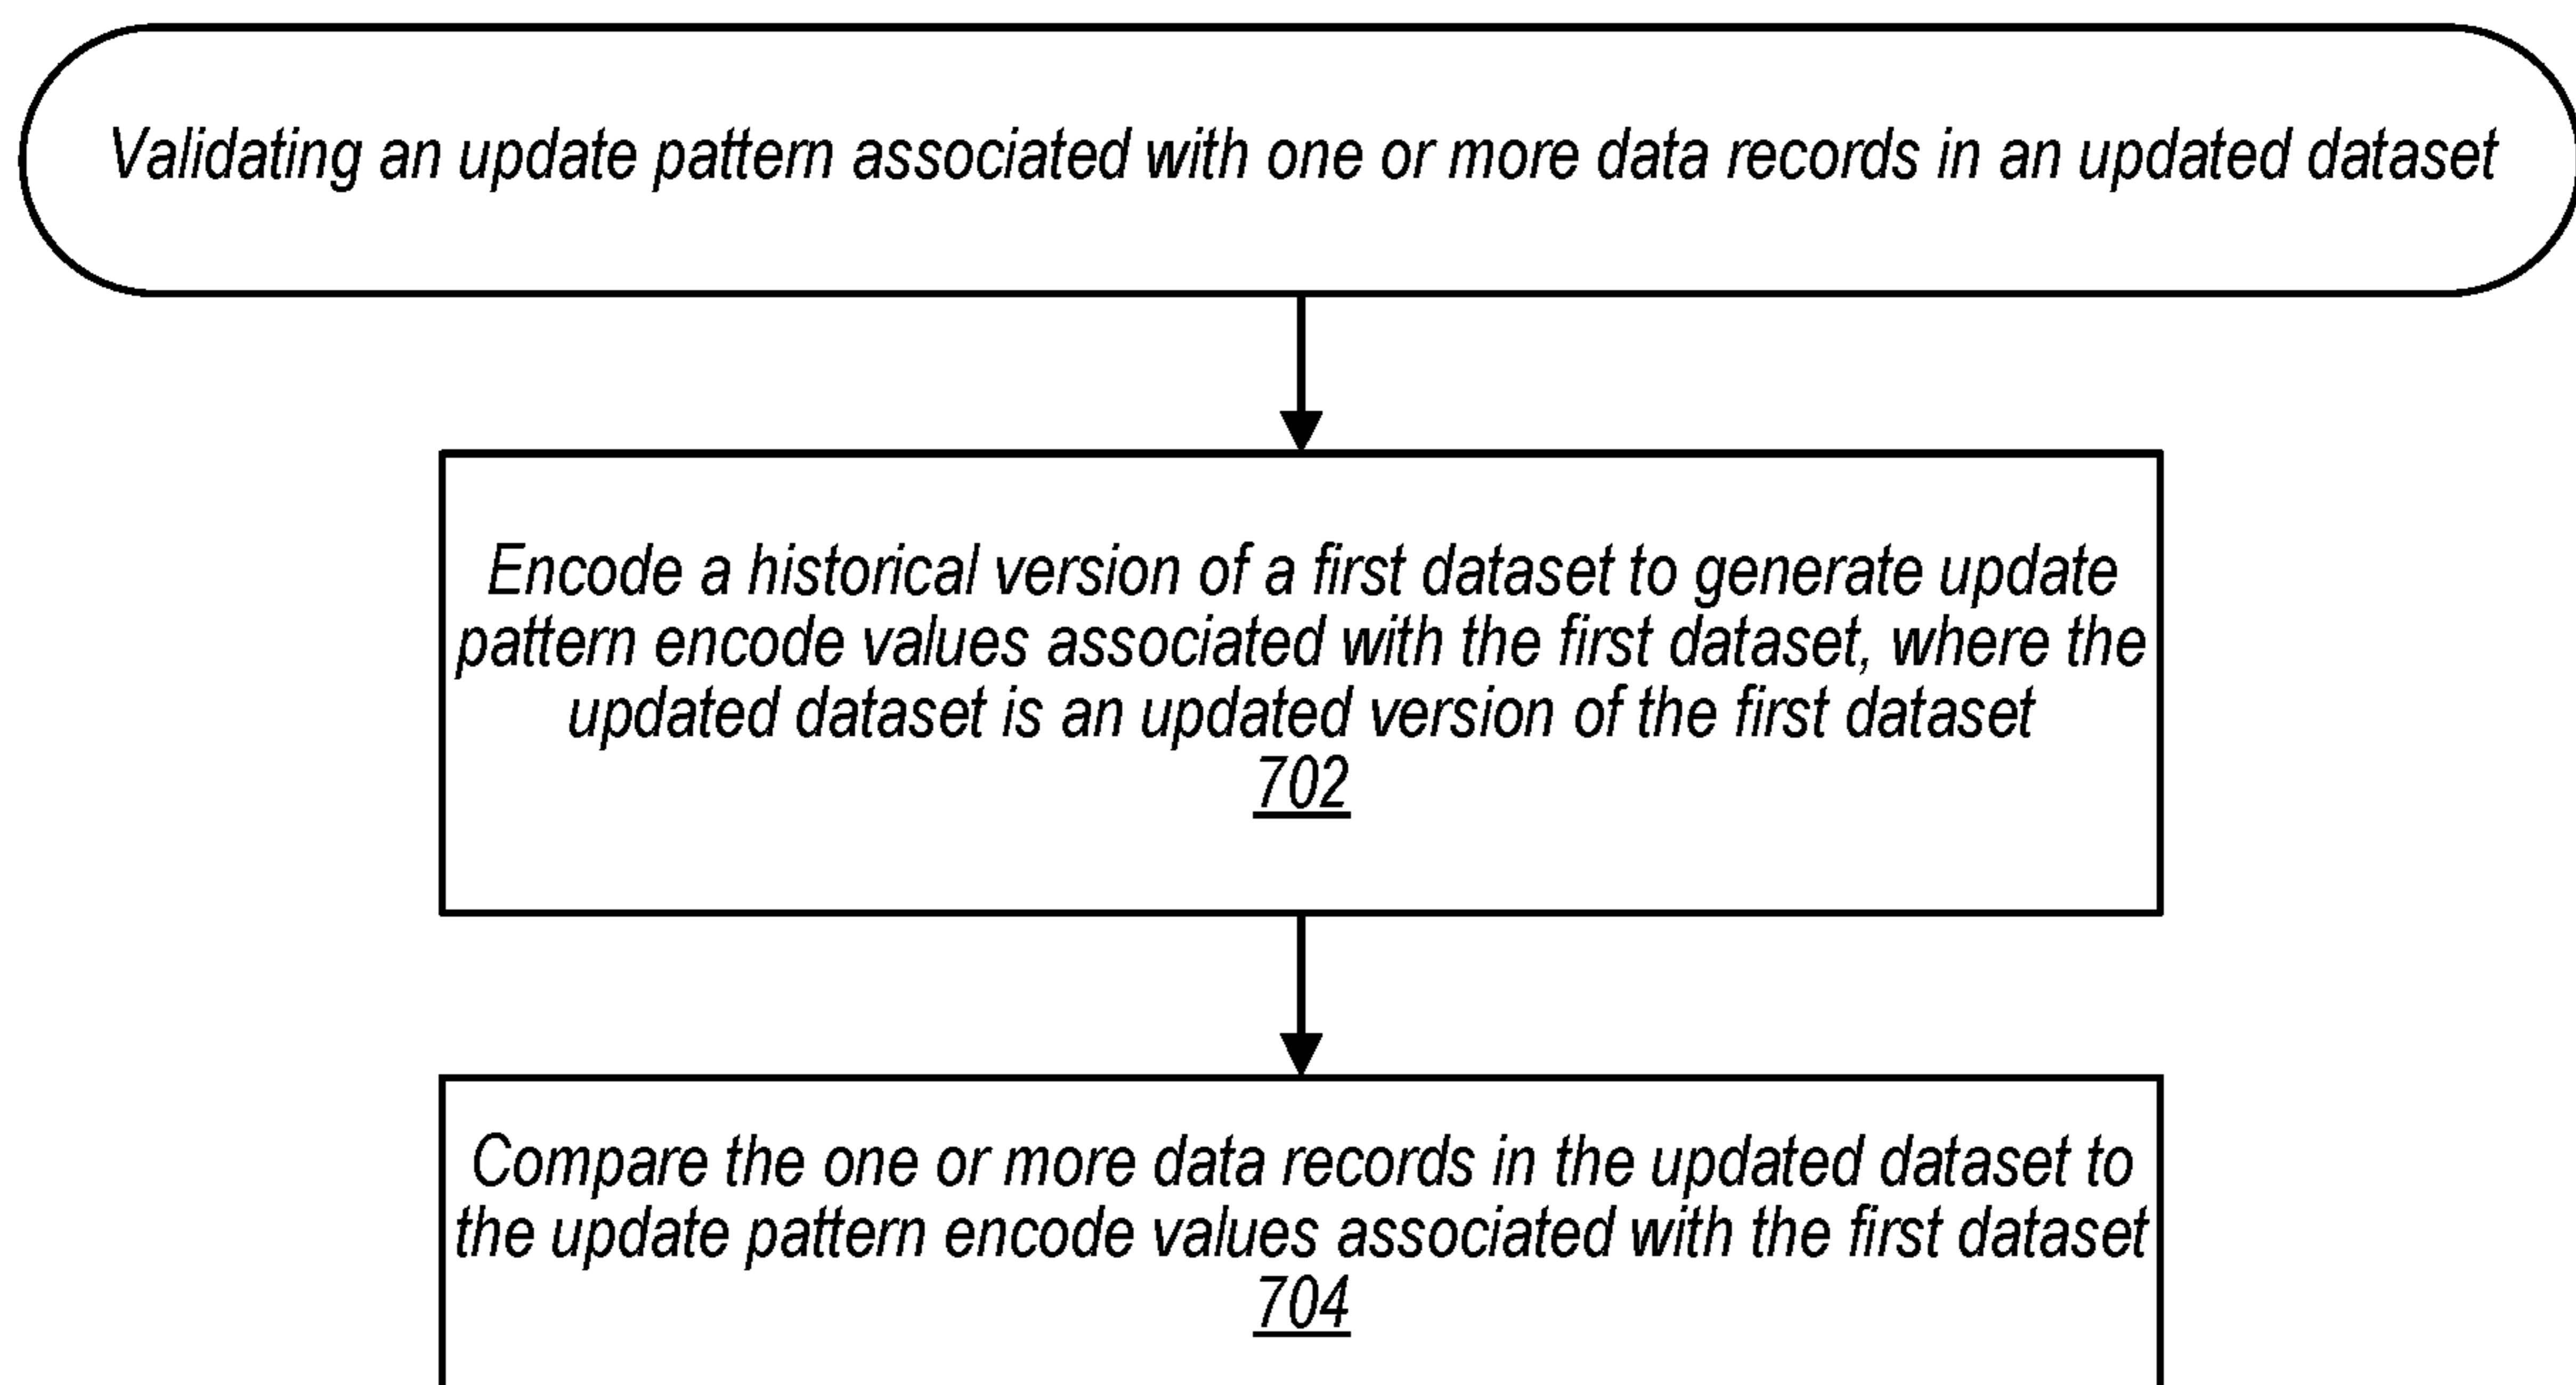 Validating an update pattern associated with one or more data records in an updated dataset
Encode a historical version of a first dataset to generate update
pattern encode values associated with the first dataset, where the
updated dataset is an updated version of the first dataset
702
Compare the one or more data records in the updated dataset to
the update pattern encode values associated with the first dataset
704